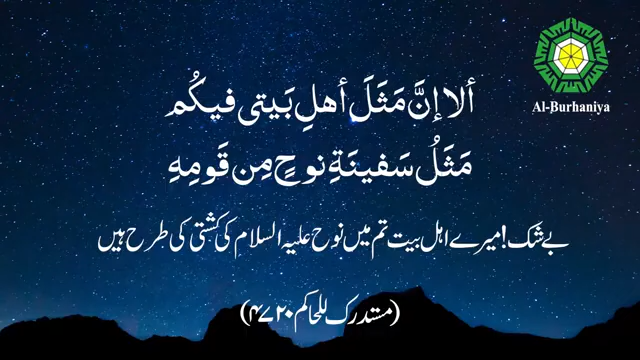 Al-Burhaniya
ألا إنَّ مَثَلَ أهلِ بَيتی فيكُم
مَثَلُ سَفينَةِ نوحٍ مِن قَومِهِ
بے شک! میرے اہل بیت تم میں نوح علیہ السلام کی کشتی کی طرح ہیں
(مستدرک للحاکم ۴۷۲۰)